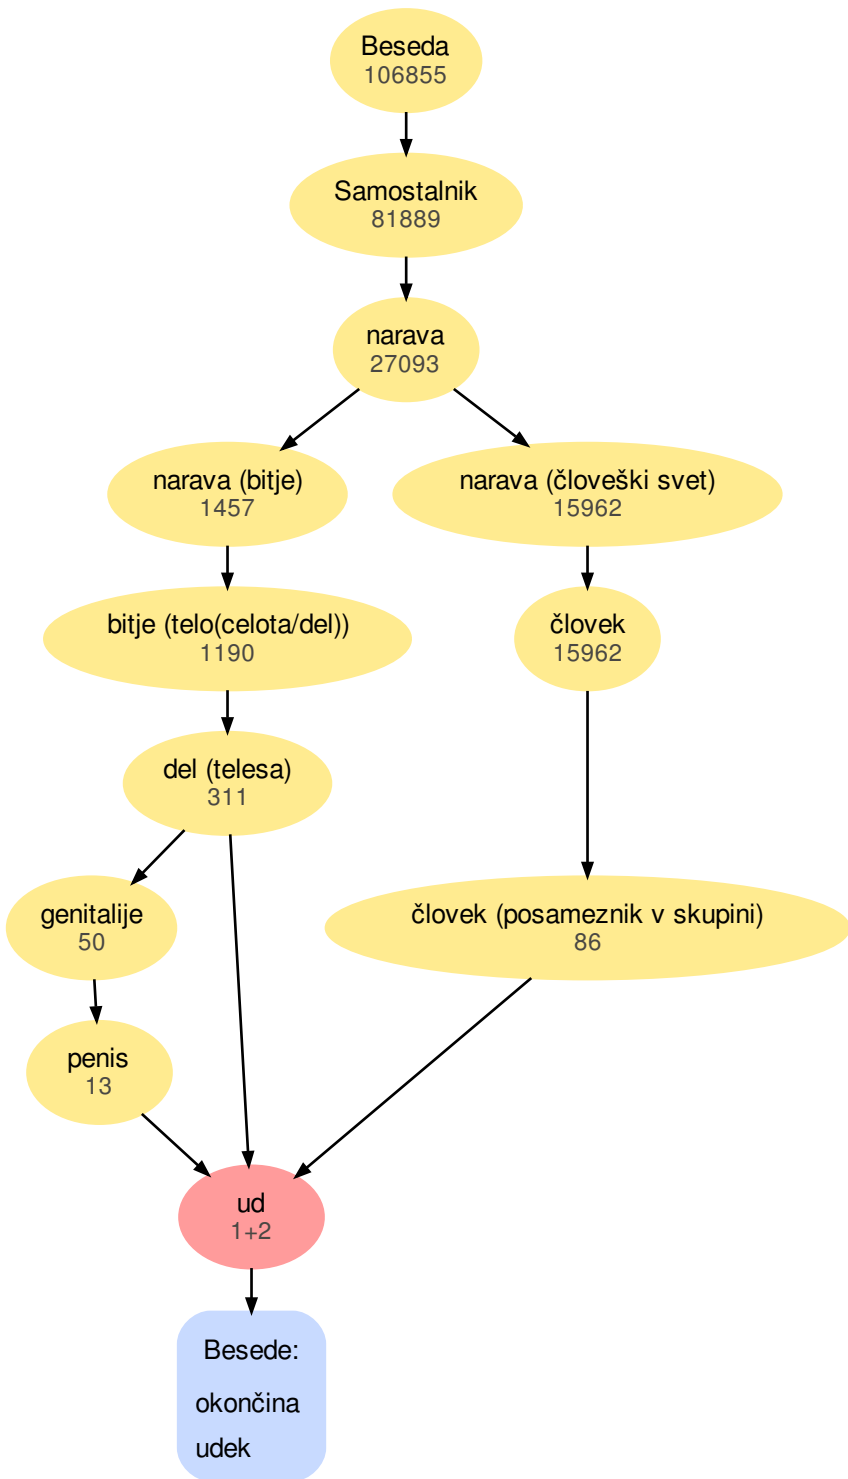 Beseda
106855
Samostalnik
81889
narava
27093
narava (bitje)
1457
narava (človeški svet)
15962
bitje (telo(celota/del))
1190
človek
15962
del (telesa)
311
genitalije
50
človek (posameznik v skupini)
86
penis
13
ud
1+2
Besede:
okončina
udek